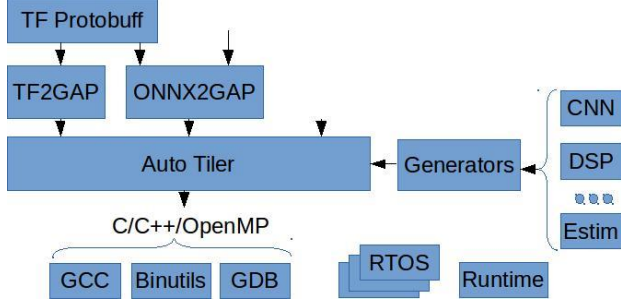 TF Protobuff
TF2GAP
ONNX2GAP
CNN
Auto Tiler
Generators
DSP
C/C++/OpenMP
Estim
GCC
Binutils
GDB
RTOS
Runtime